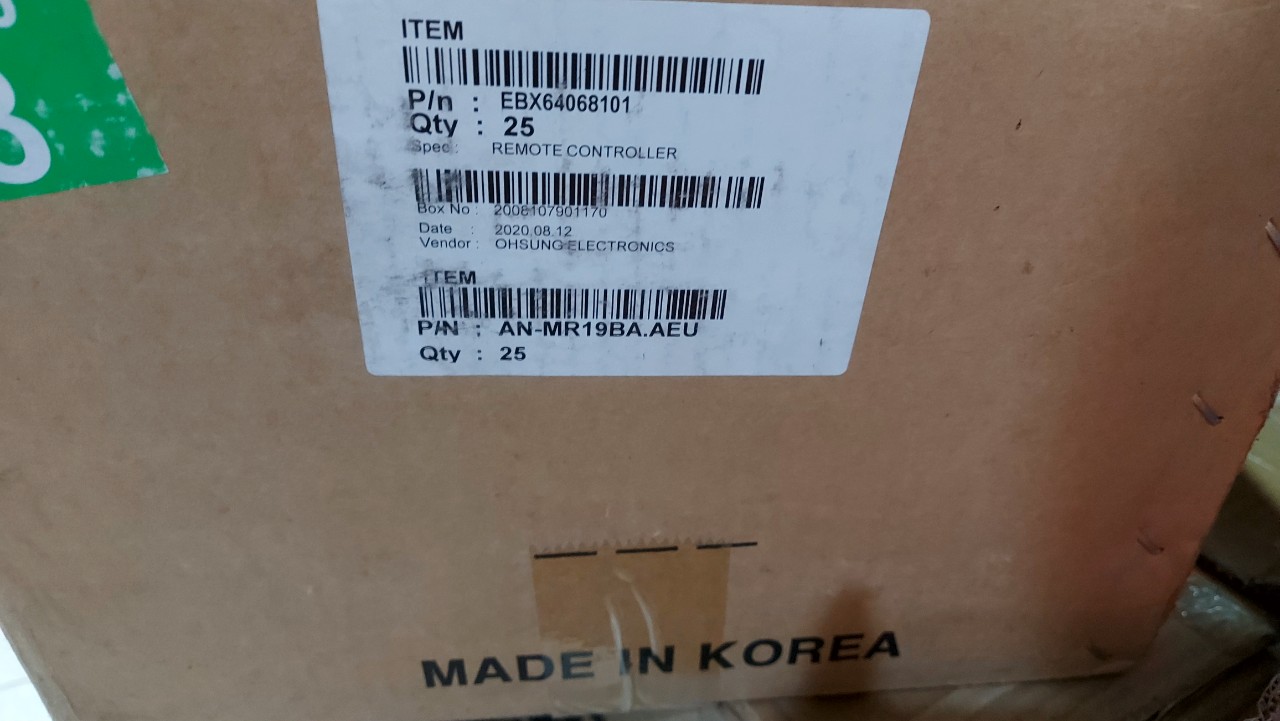 ITEM
P/n : EBX64068101
Qty : 25
Spec : REMOTE CONTROLLER
Box No : 2008107901170
Date : 2020.08.12
Vendor : OHSUNG ELECTRONICS
ITEM
P/N : AN-MR19BA.AEU
Qty : 25
MADE IN KOREA